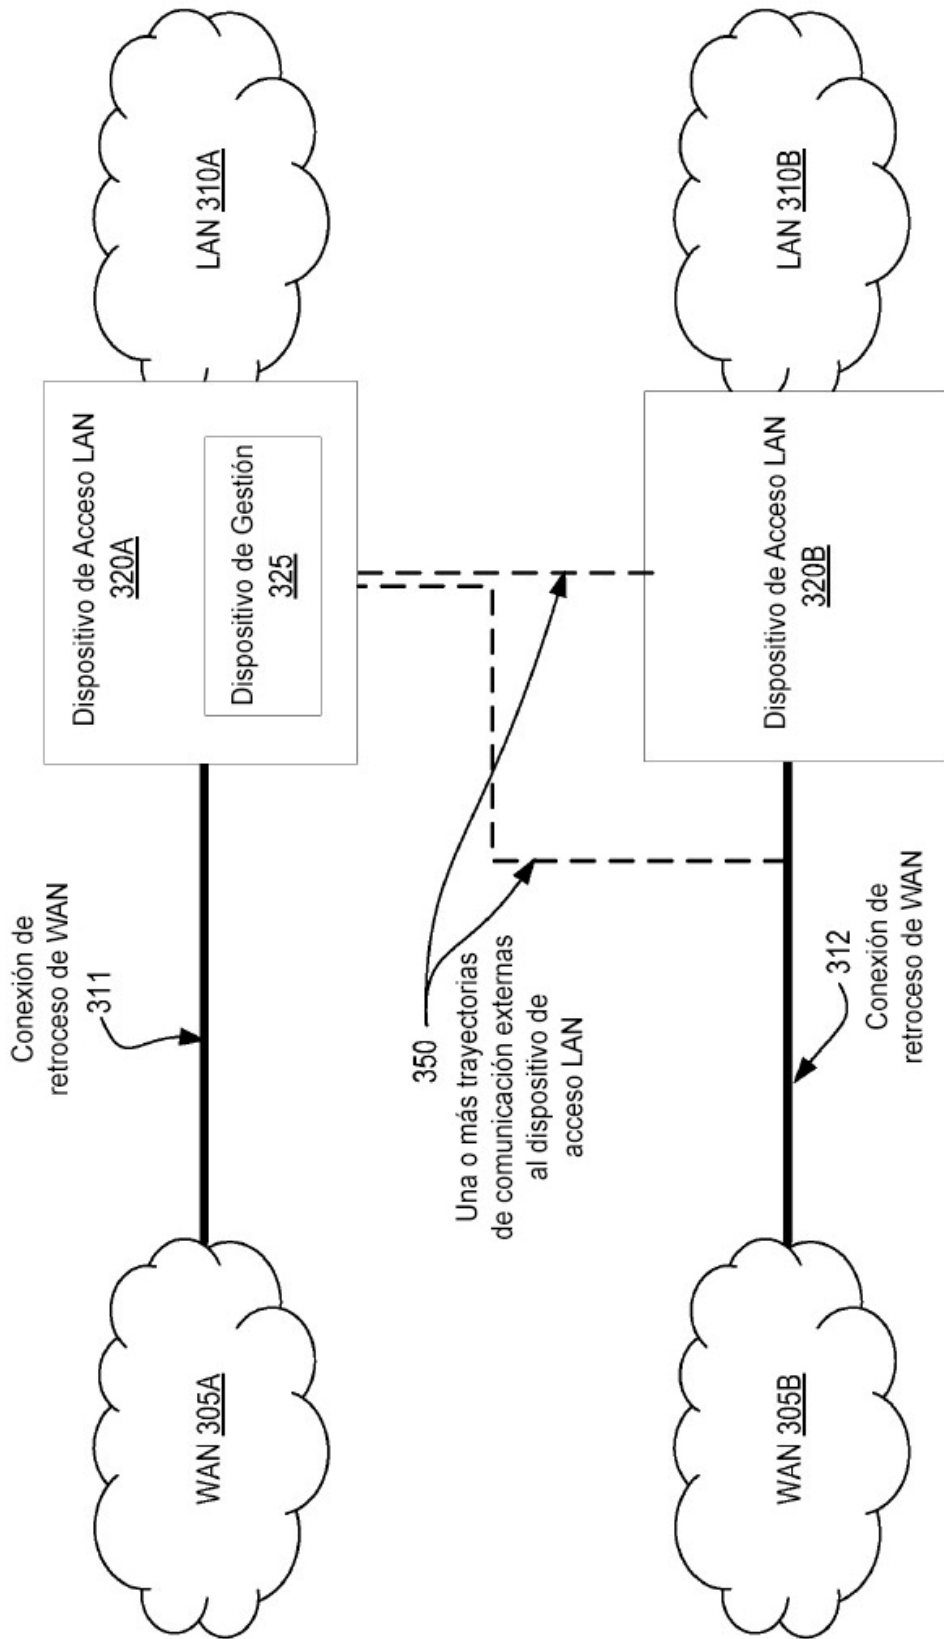 Conexión de
retroceso de WAN
311
WAN 305A
Dispositivo de Acceso LAN
320A
Dispositivo de Gestión
325
LAN 310A
350
Una o más trayectorias
de comunicación externas
al dispositivo de
acceso LAN
WAN 305B
312
Conexión de
retroceso de WAN
Dispositivo de Acceso LAN
320B
LAN 310B